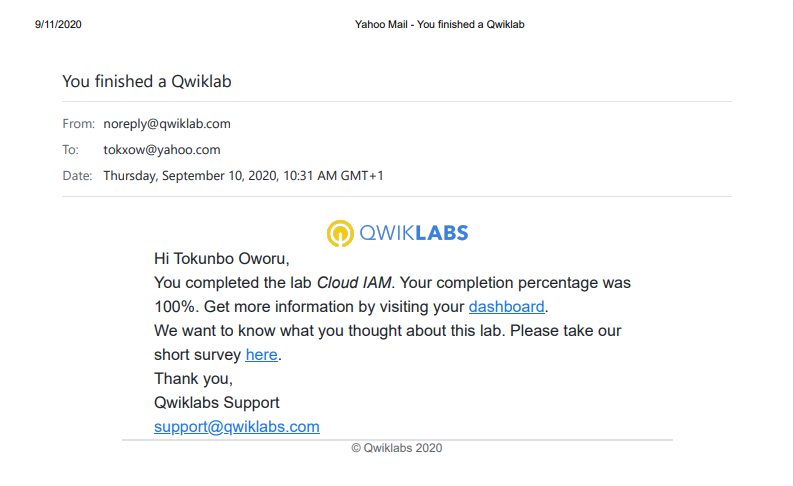 9/11/2020 Yahoo Mail - You finished a Qwiklab
You finished a Qwiklab
From: noreply@qwiklab.com
To: tokxow@yahoo.com
Date: Thursday, September 10, 2020, 10:31 AM GMT+1
QWIKLABS
Hi Tokunbo Oworu,
You completed the lab Cloud IAM. Your completion percentage was
100%. Get more information by visiting your dashboard.
We want to know what you thought about this lab. Please take our
short survey here.
Thank you,
Qwiklabs Support
support@qwiklabs.com
© Qwiklabs 2020